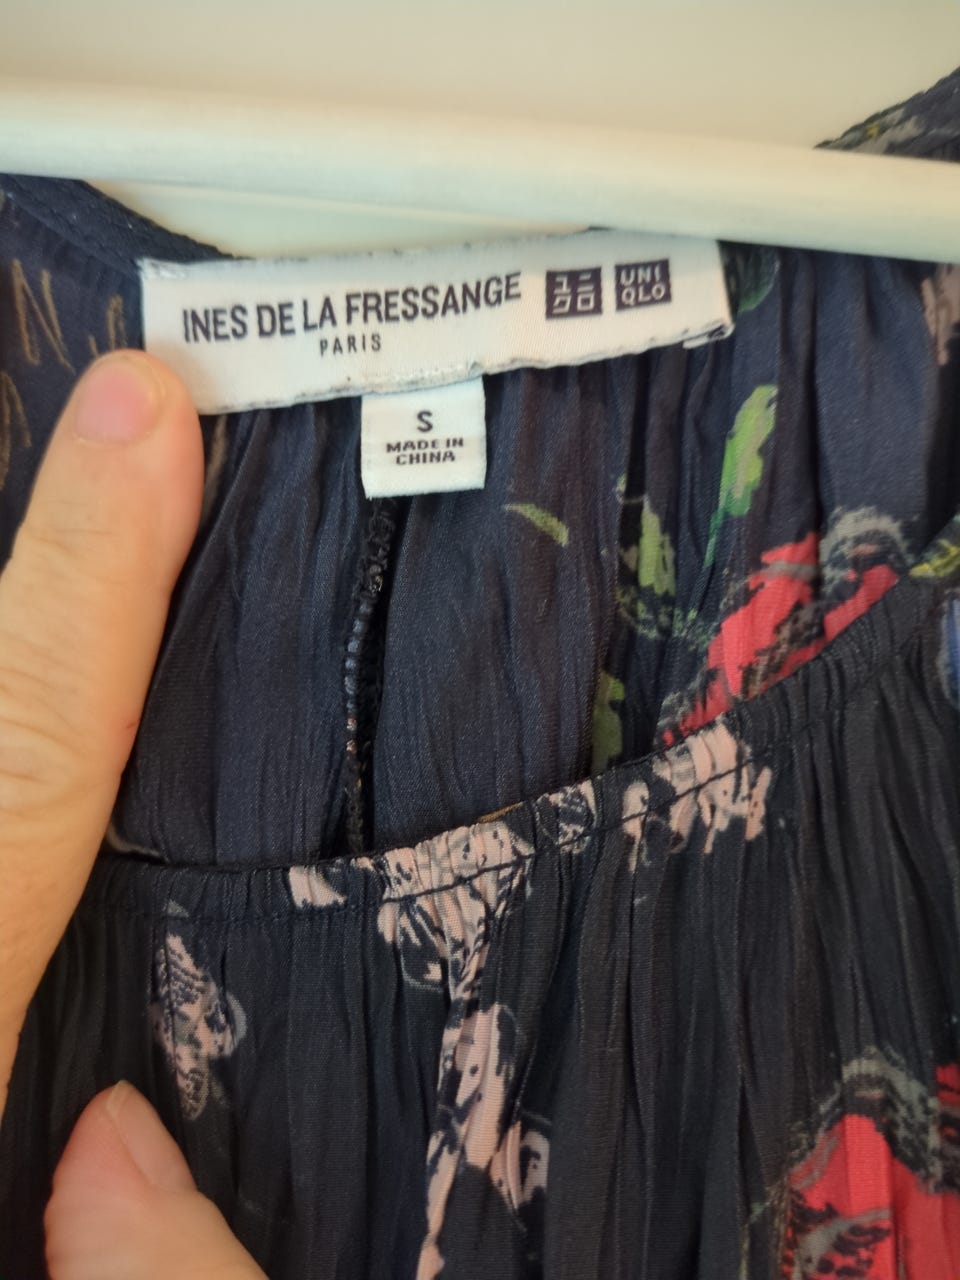 INES DE LA FRESSANGE
PARIS
ユニ
クロ
UNI
QLO
S
MADE IN
CHINA